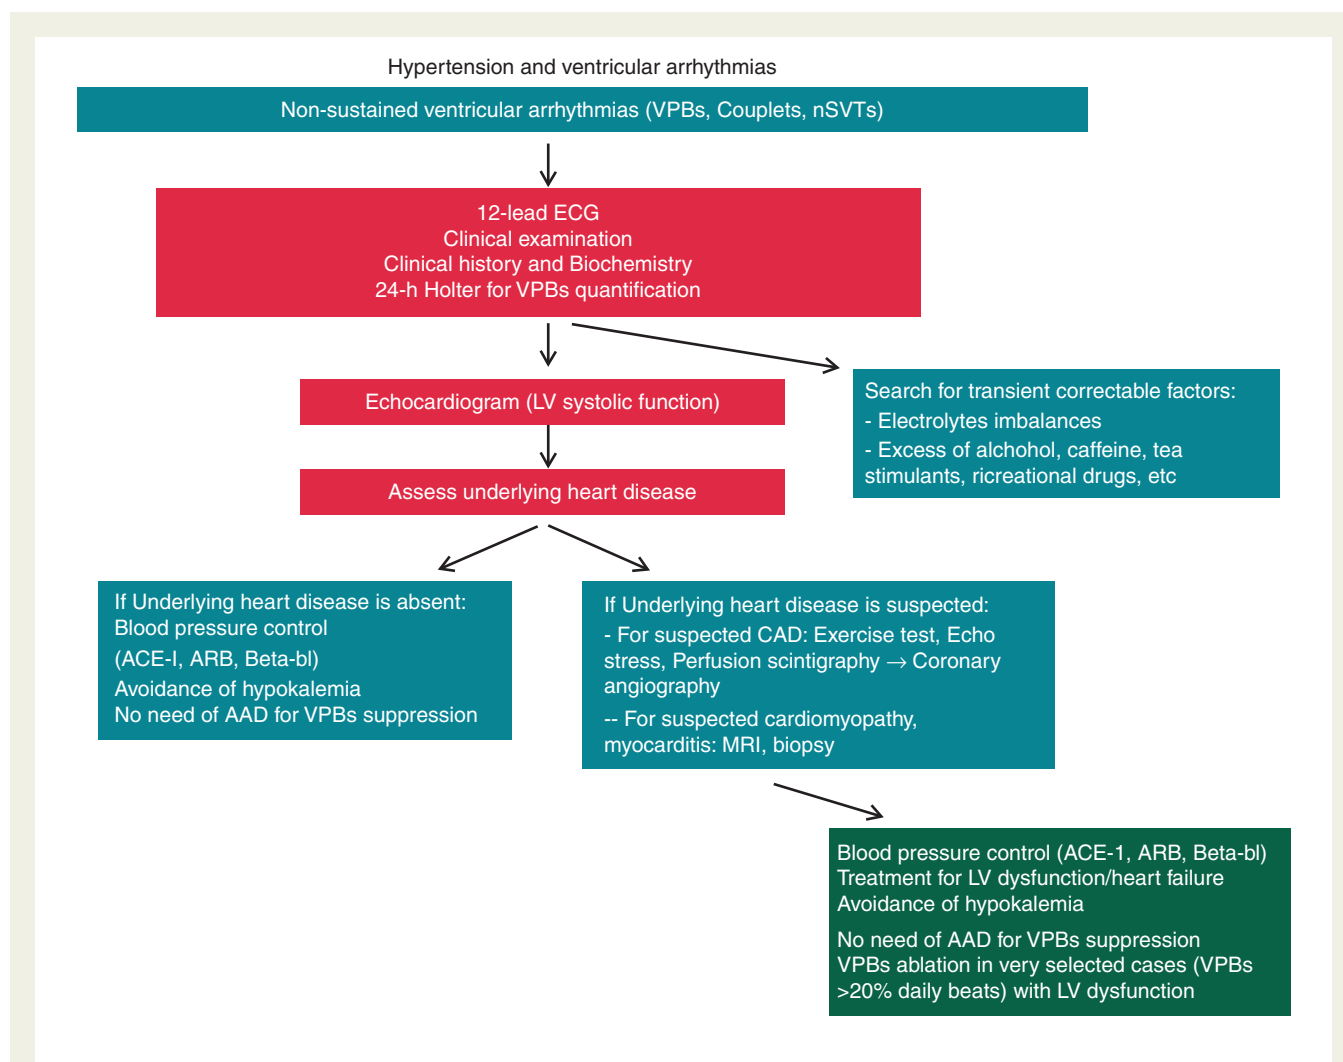 Hypertension and ventricular arrhythmias
Non-sustained ventricular arrhythmias (VPBs, Couplets, nSVTs)
12-lead ECG
Clinical examination
Clinical history and Biochemistry
24-h Holter for VPBs quantification
Echocardiogram (LV systolic function)
Search for transient correctable factors:
- Electrolytes imbalances
- Excess of alchohol, caffeine, tea
stimulants, ricreational drugs, etc
Assess underlying heart disease
If Underlying heart disease is absent:
Blood pressure control
(ACE-I, ARB, Beta-bl)
Avoidance of hypokalemia
No need of AAD for VPBs suppression
If Underlying heart disease is suspected:
- For suspected CAD: Exercise test, Echo
stress, Perfusion scintigraphy → Coronary
angiography
-- For suspected cardiomyopathy,
myocarditis: MRI, biopsy
Blood pressure control (ACE-1, ARB, Beta-bl)
Treatment for LV dysfunction/heart failure
Avoidance of hypokalemia
No need of AAD for VPBs suppression
VPBs ablation in very selected cases (VPBs
>20% daily beats) with LV dysfunction